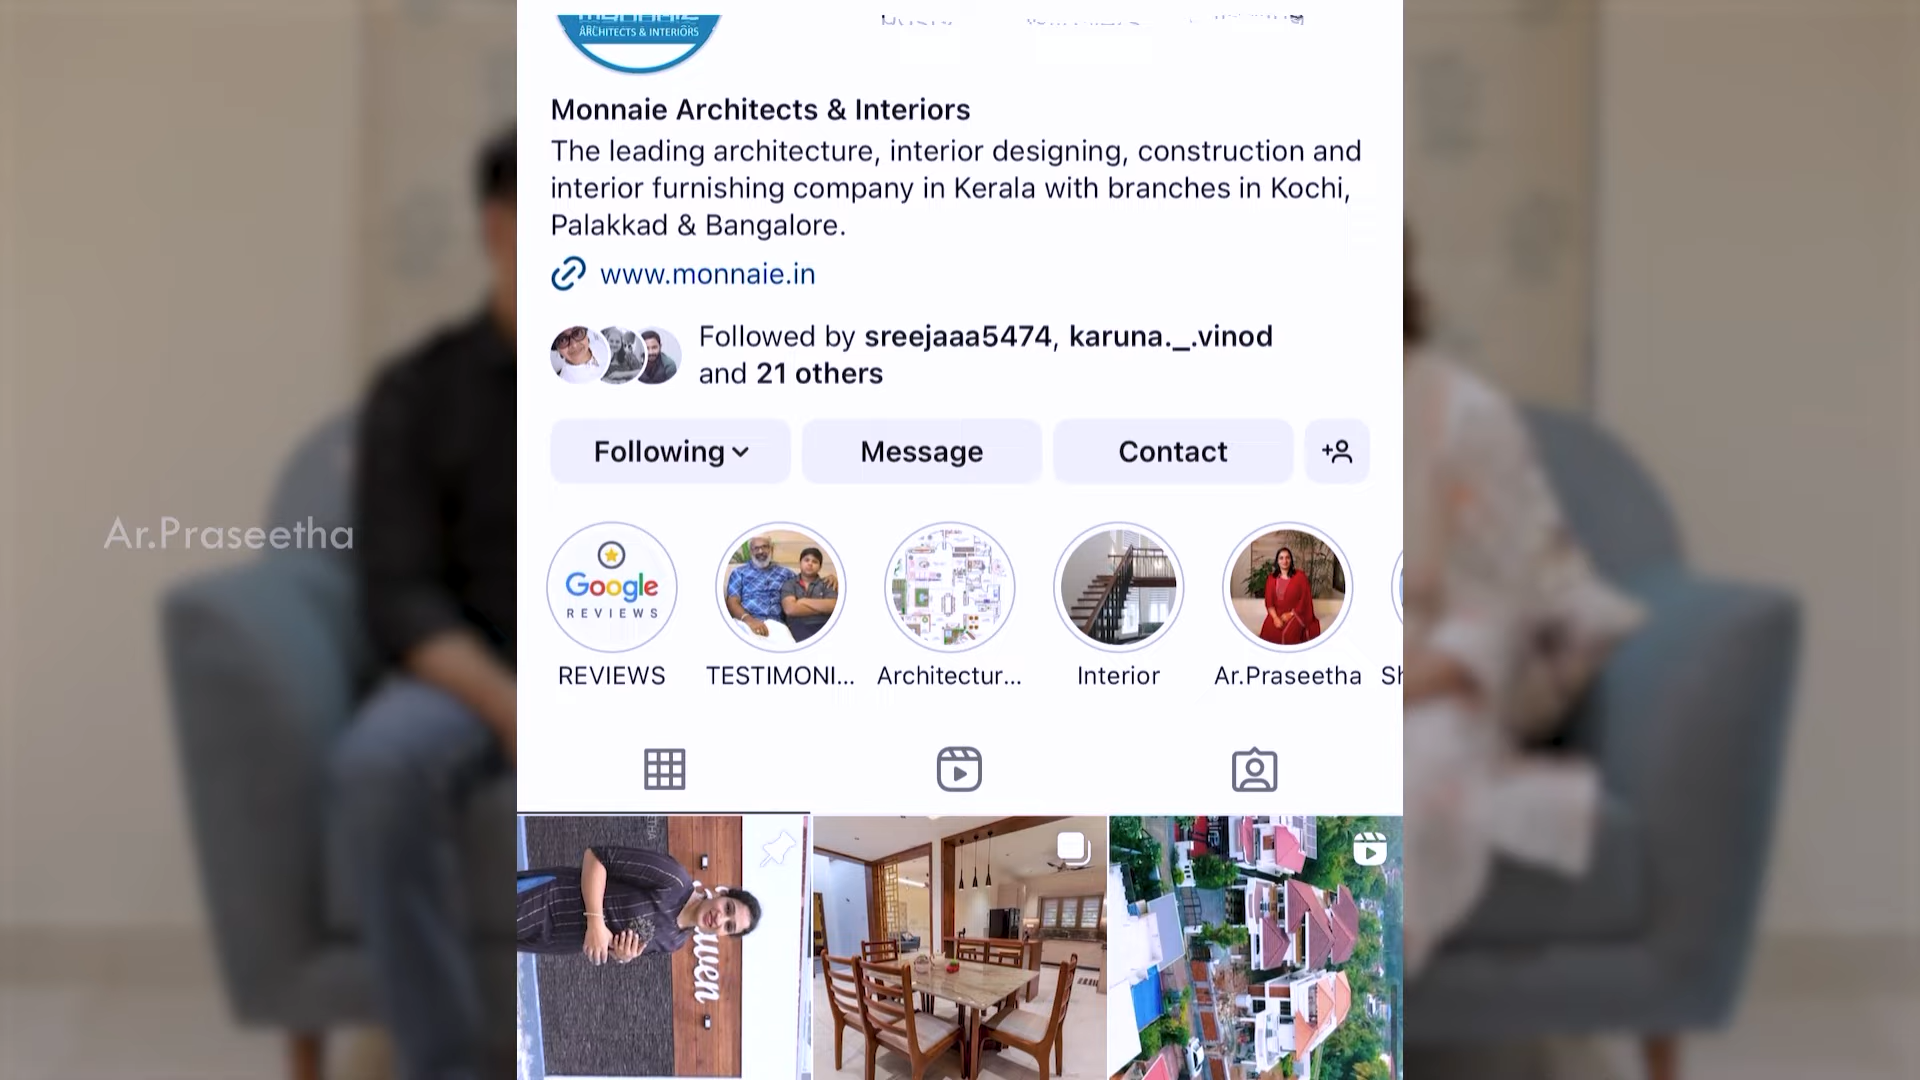 ARCHITECTS & INTERIORS
Monnaie Architects & Interiors
The leading architecture, interior designing, construction and
interior furnishing company in Kerala with branches in Kochi,
Palakkad & Bangalore.
www.monnaie.in
Followed by sreejaaa5474, karuna._.vinod
and 21 others
Following
Message
Contact
Ar.Praseetha
Google
REVIEWS
REVIEWS
TESTIMONI...
Architectur...
Interior
Ar.Praseetha
Sh